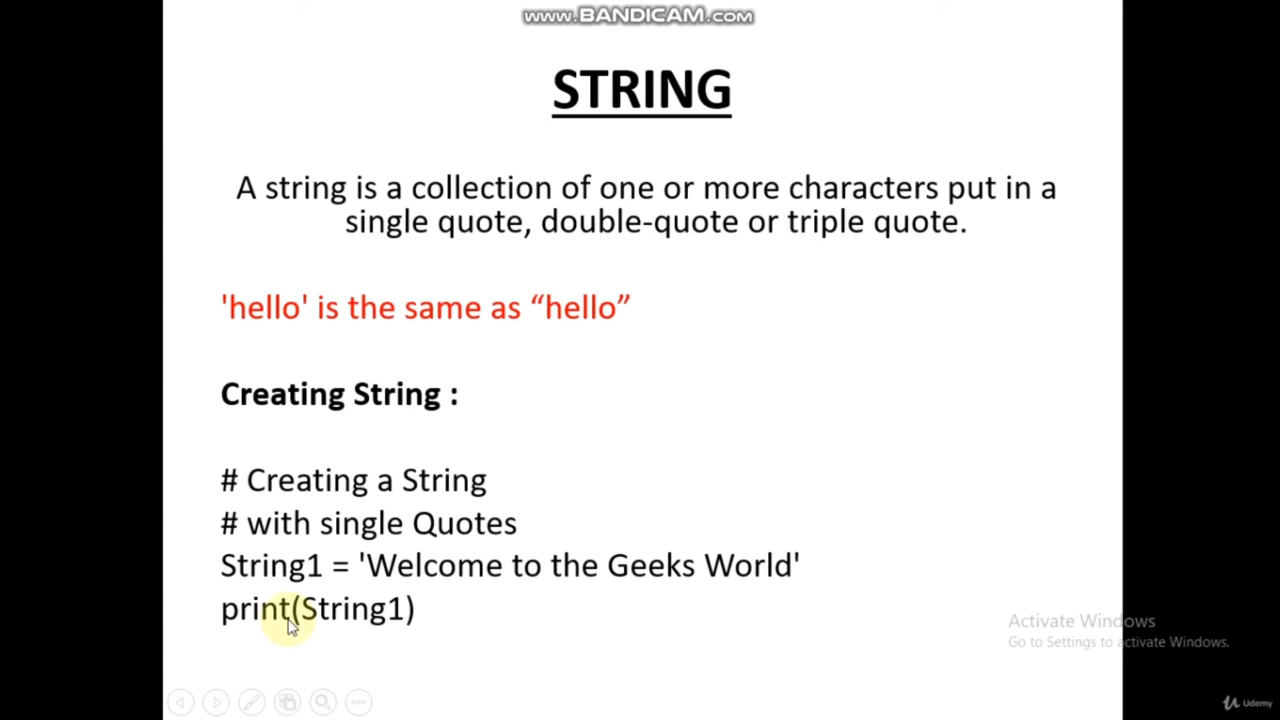 www.BANDICAM.com
STRING
A string is a collection of one or more characters put in a
single quote, double-quote or triple quote.
'hello' is the same as “hello”
Creating String :
# Creating a String
# with single Quotes
String1 = 'Welcome to the Geeks World'
print(String1)
Activate Windows
Go to Settings to activate Windows.
Udemy